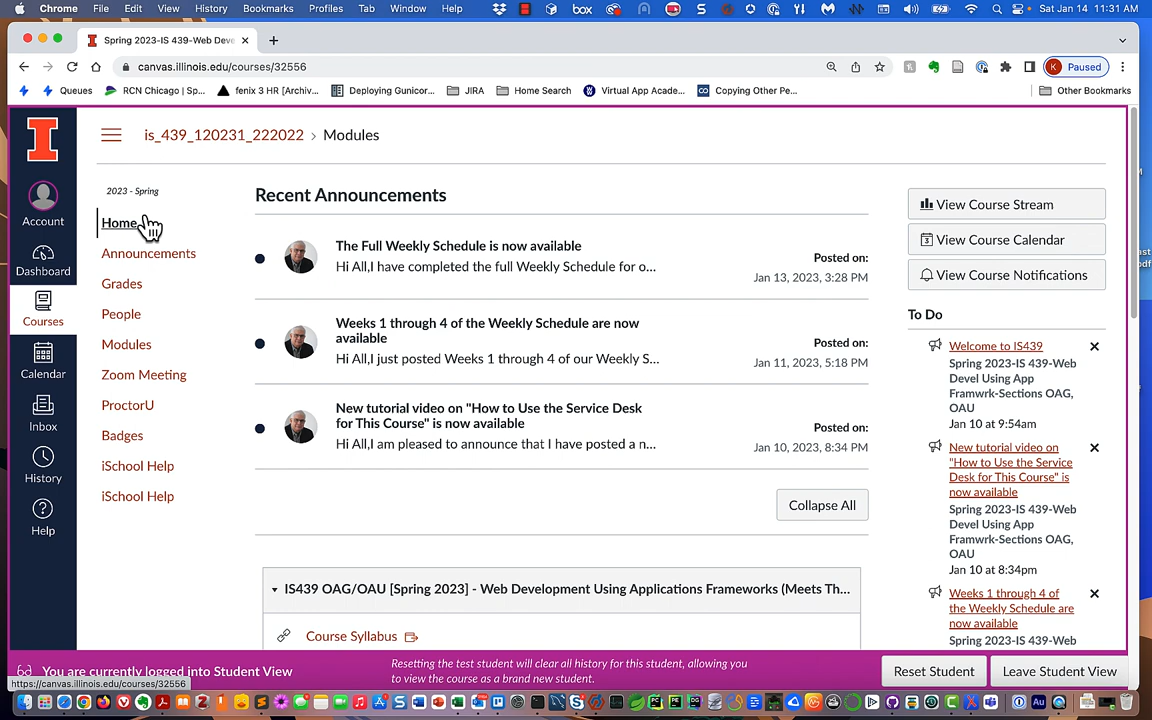 Chrome File Edit View History Bookmarks Profiles Tab Window Help box Sat Jan 14 11:31 AM
Spring 2023-IS 439-Web Deve
canvas.illinois.edu/courses/32556
K Paused
Queues RCN Chicago | Sp... fenix 3 HR [Archiv... Deploying Gunicor... JIRA Home Search Virtual App Acade... Copying Other Pe... Other Bookmarks
is_439_120231_222022 > Modules
2023 - Spring
Home
Announcements
Grades
People
Modules
Zoom Meeting
ProctorU
Badges
iSchool Help
iSchool Help
Account
Dashboard
Courses
Calendar
Inbox
History
Help
Recent Announcements
The Full Weekly Schedule is now available
Hi All,I have completed the full Weekly Schedule for o...
Posted on:
Jan 13, 2023, 3:28 PM
Weeks 1 through 4 of the Weekly Schedule are now
available
Hi All,I just posted Weeks 1 through 4 of our Weekly S...
Posted on:
Jan 11, 2023, 5:18 PM
New tutorial video on "How to Use the Service Desk
for This Course" is now available
Hi All,I am pleased to announce that I have posted a n...
Posted on:
Jan 10, 2023, 8:34 PM
Collapse All
IS439 OAG/OAU [Spring 2023] - Web Development Using Applications Frameworks (Meets Th...
Course Syllabus
View Course Stream
View Course Calendar
View Course Notifications
To Do
Welcome to IS439
Spring 2023-IS 439-Web
Devel Using App
Framwrk-Sections OAG,
OAU
Jan 10 at 9:54am
New tutorial video on
"How to Use the Service
Desk for This Course" is
now available
Spring 2023-IS 439-Web
Devel Using App
Framwrk-Sections OAG,
OAU
Jan 10 at 8:34pm
Weeks 1 through 4 of
the Weekly Schedule are
now available
Spring 2023-IS 439-Web
You are currently logged into Student View
Resetting the test student will clear all history for this student, allowing you
to view the course as a brand new student.
Reset Student
Leave Student View
https://canvas.illinois.edu/courses/32556